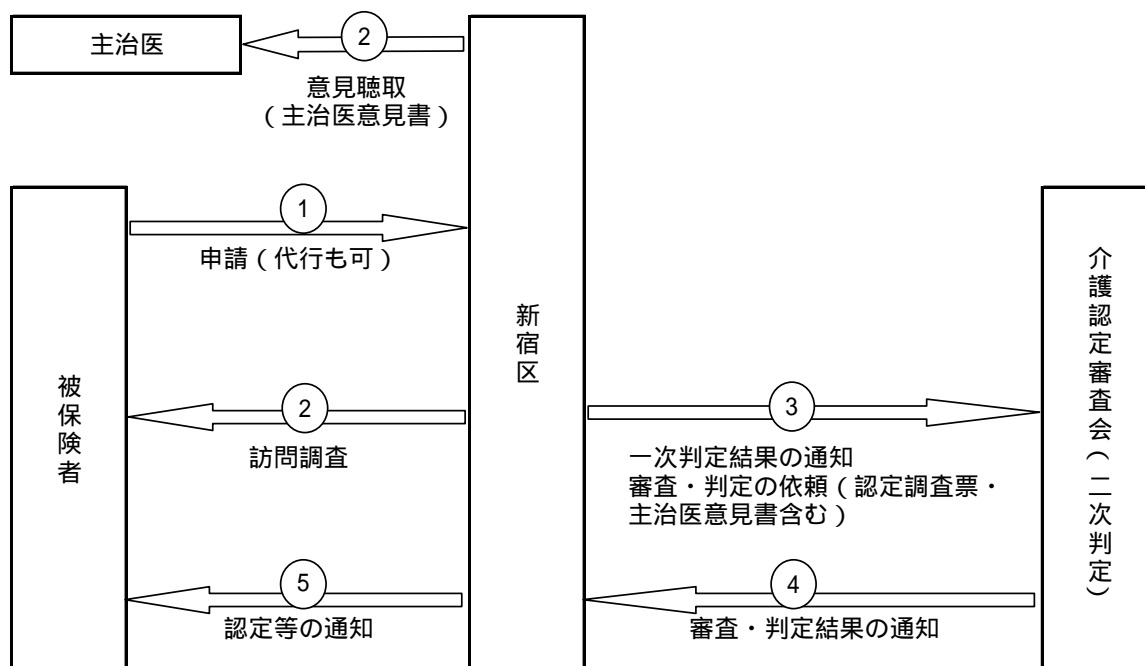 主治医
2
意見聴取
(主治医意見書)
1
申請(代行も可)
新宿区
被保険者
2
訪問調査
3
一次判定結果の通知
審査・判定の依頼(認定調査票・
主治医意見書含む)
介護認定審査会(二次判定)
5
認定等の通知
4
審査・判定結果の通知